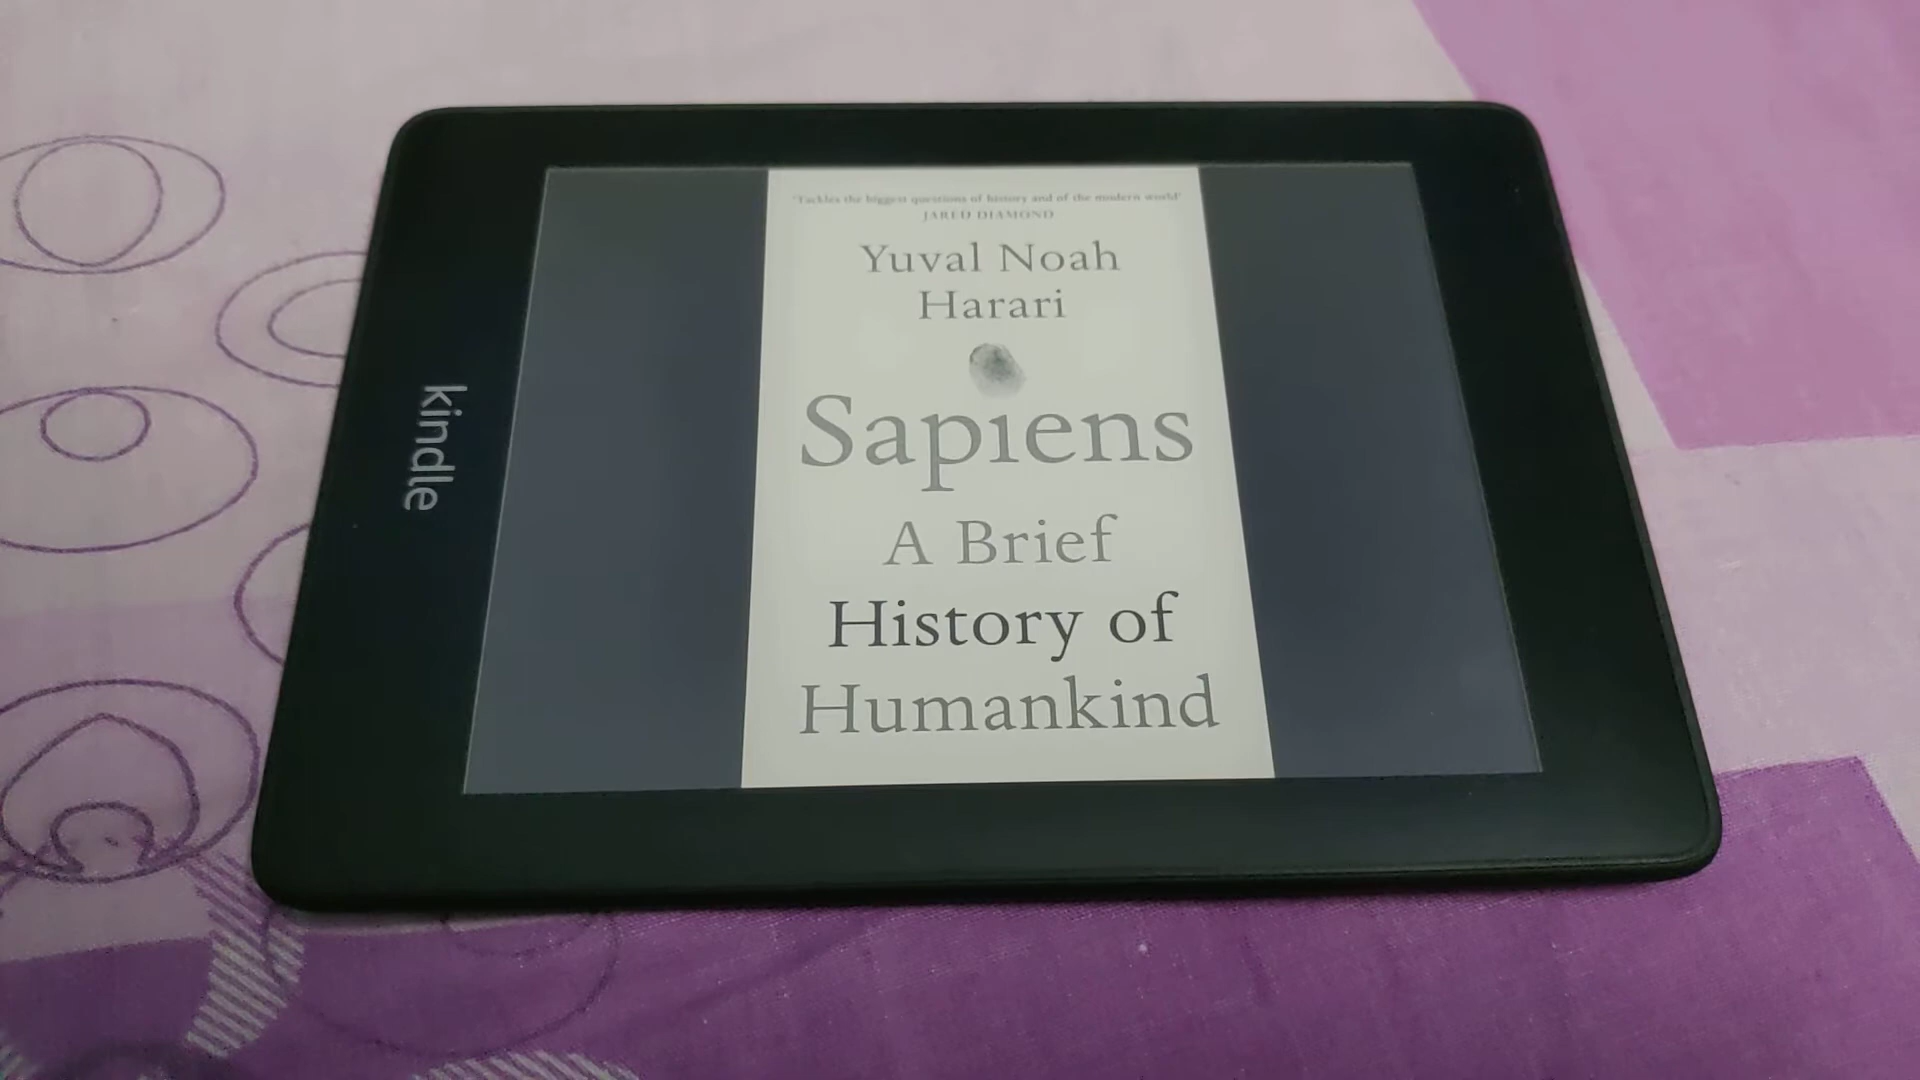 'Tackles the biggest questions of history and of the modern world'
JARED DIAMOND
Yuval Noah
Harari
Sapiens
A Brief
History of
Humankind
kindle